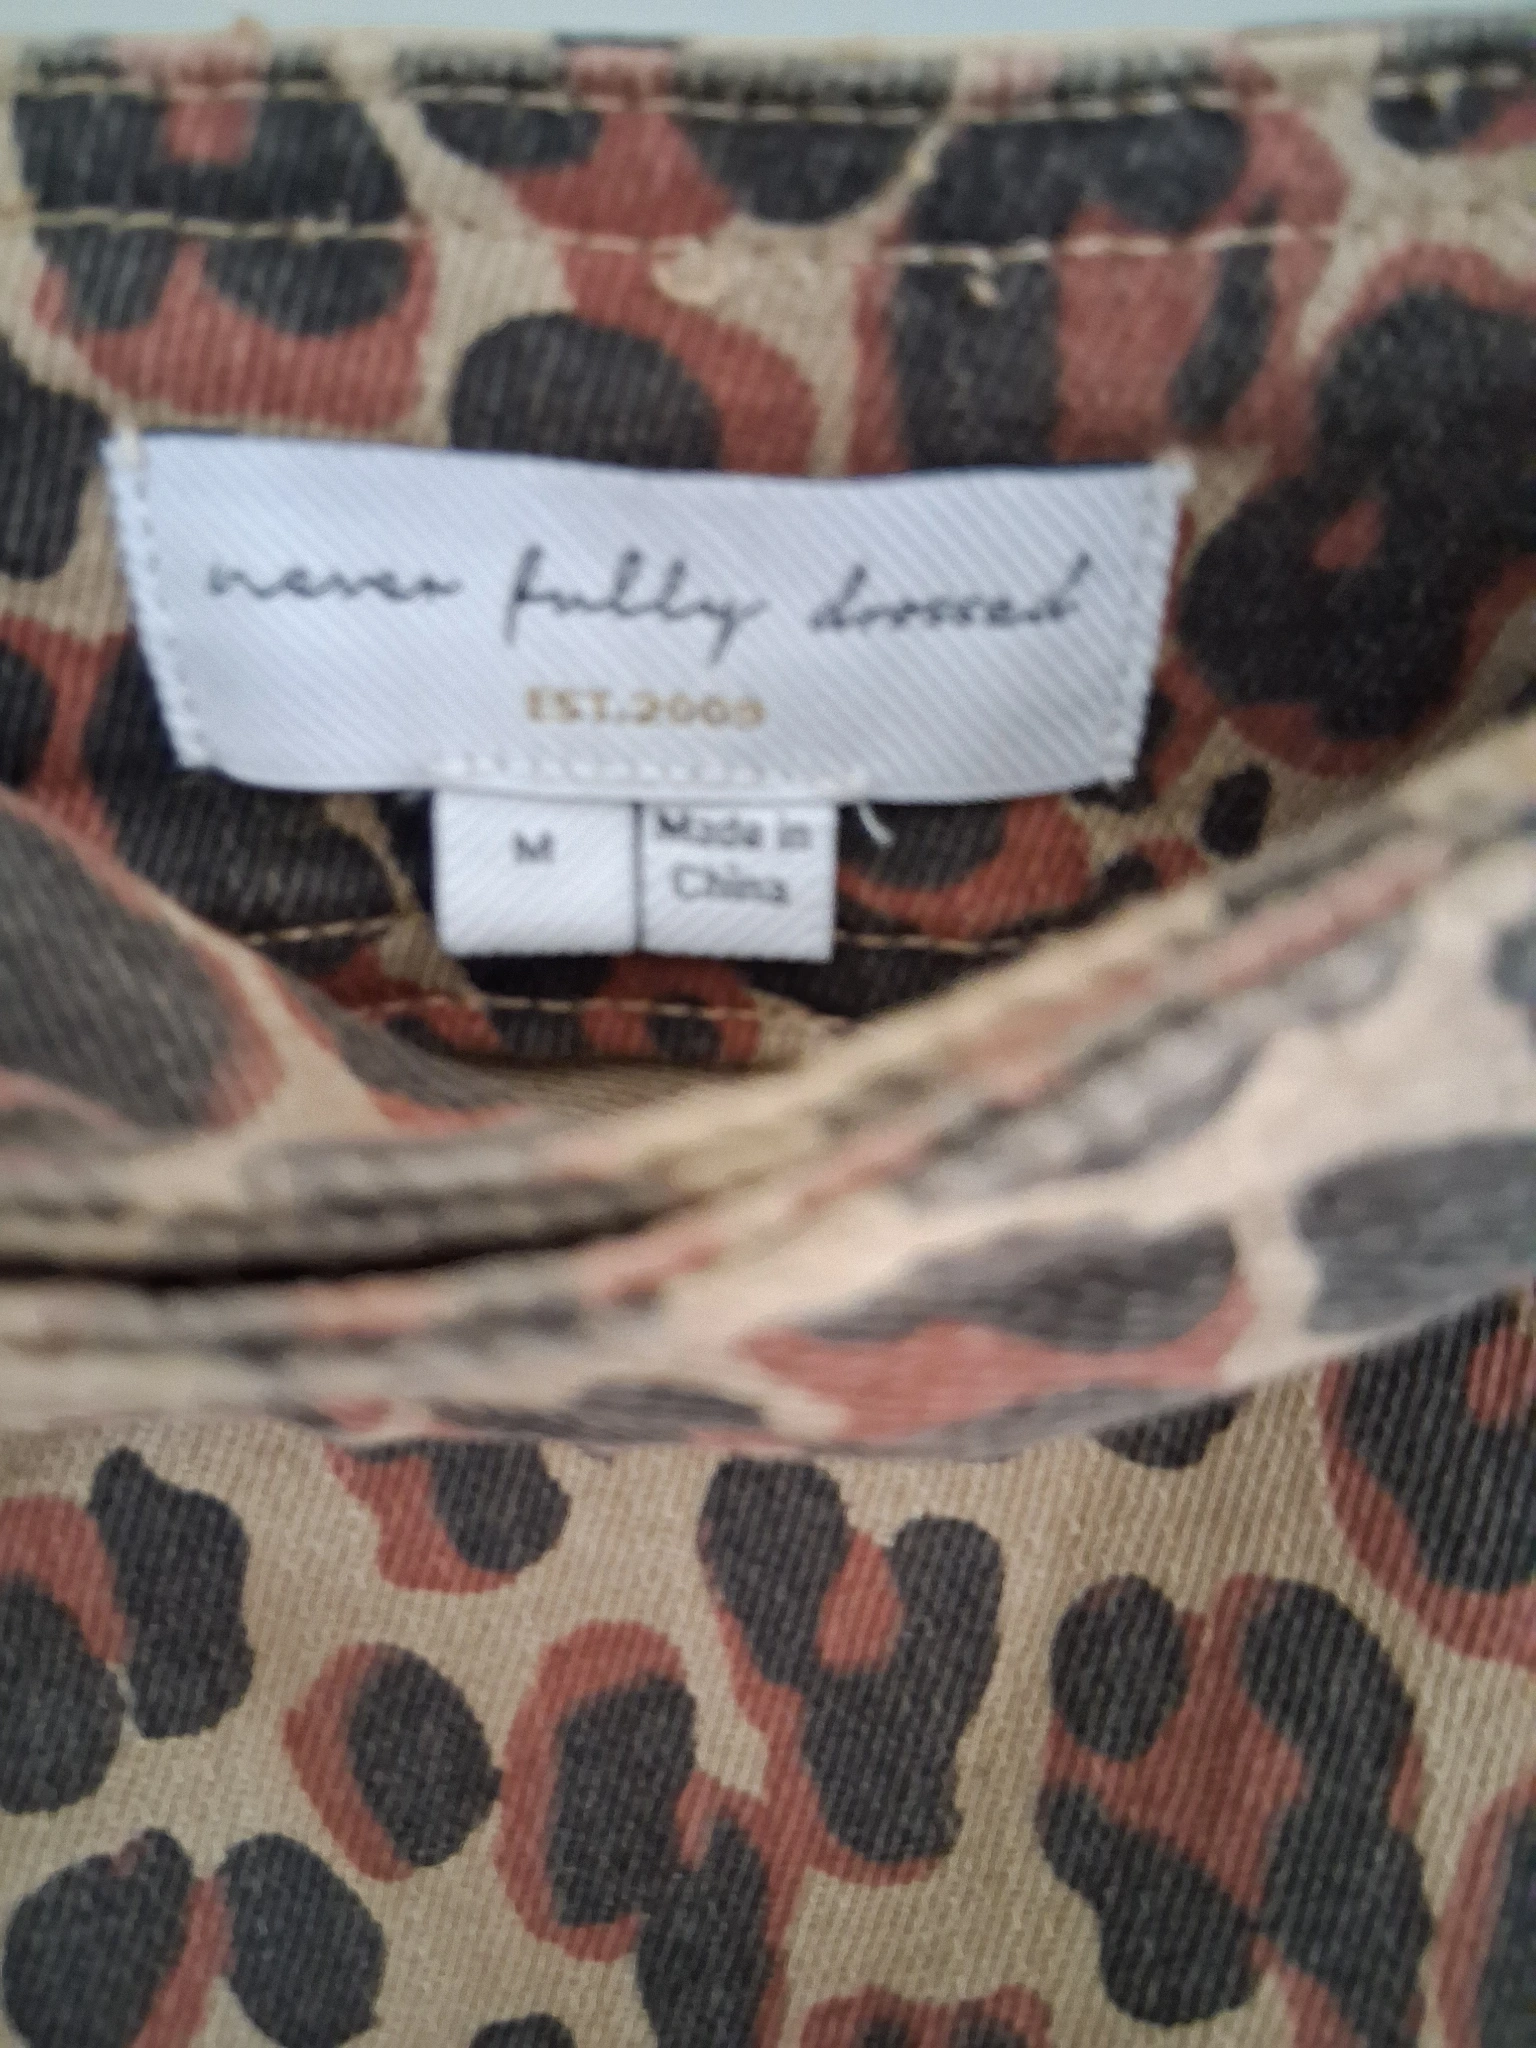 never fully dressed
EST.2009
M
Made in
China